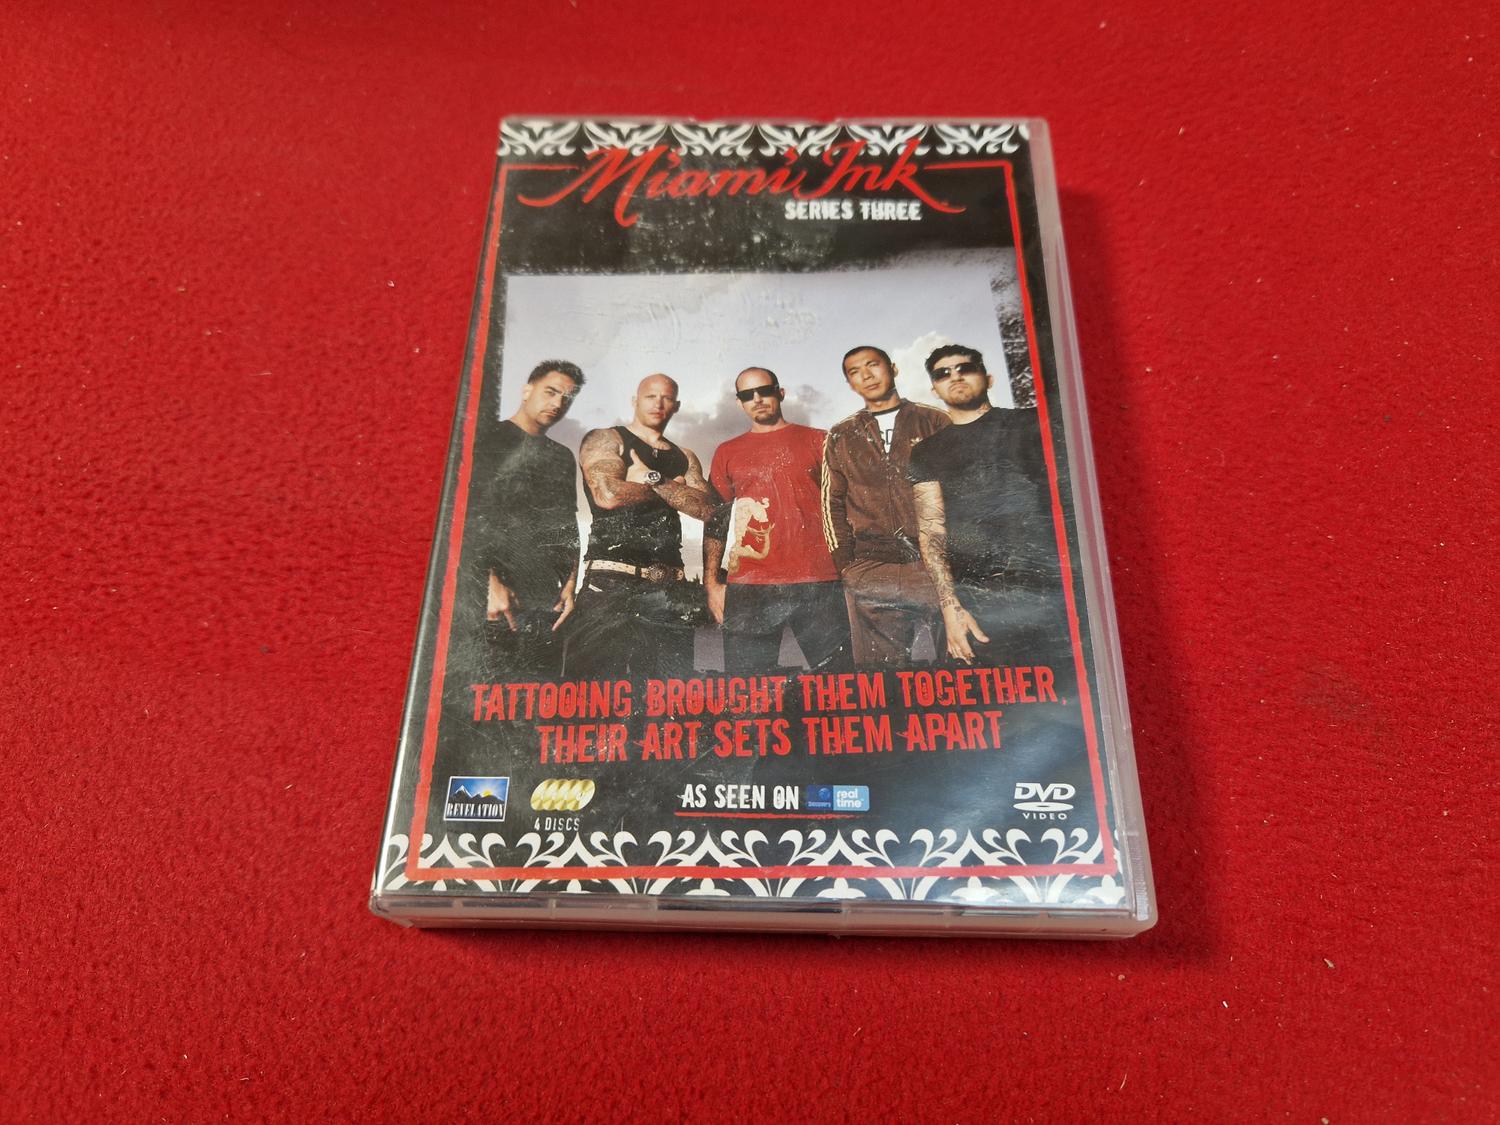 Miami Ink
SERIES THREE
TATTOOING BROUGHT THEM TOGETHER,
THEIR ART SETS THEM APART
REVELATION
4 DISCS
AS SEEN ON
Discovery
real
time
DVD
VIDEO